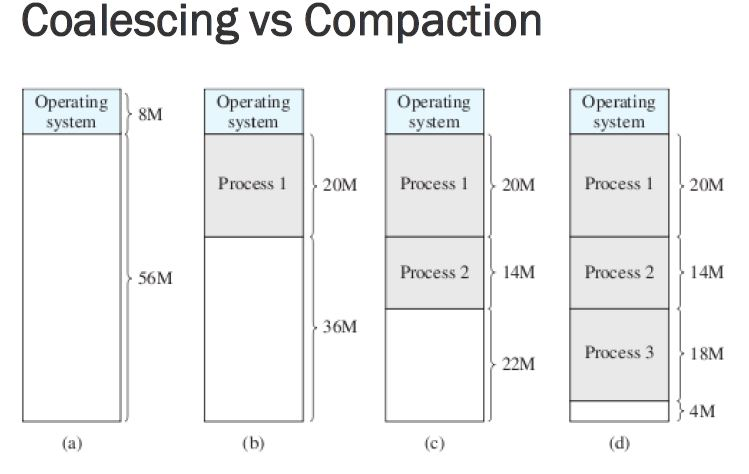 Coalescing vs Compaction
Operating
system
8M
56M
(a)
Operating
system
Process 1
20M
36M
(b)
Operating
system
Process 1
20M
Process 2
14M
22M
(c)
Operating
system
Process 1
20M
Process 2
14M
Process 3
18M
4M
(d)